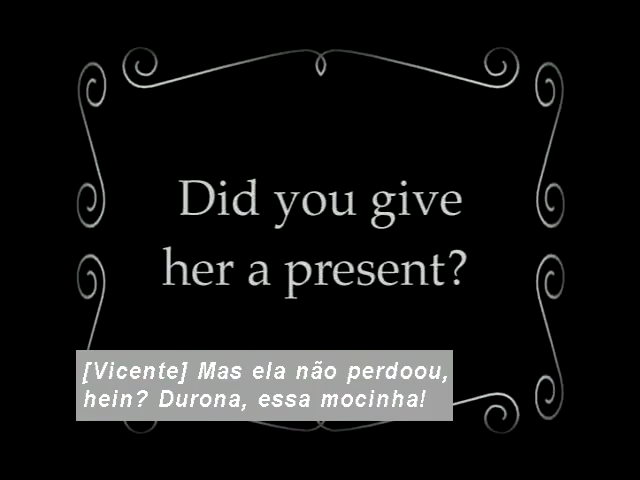 Did you give
her a present?
[Vicente] Mas ela não perdoou,
hein? Durona, essa mocinha!